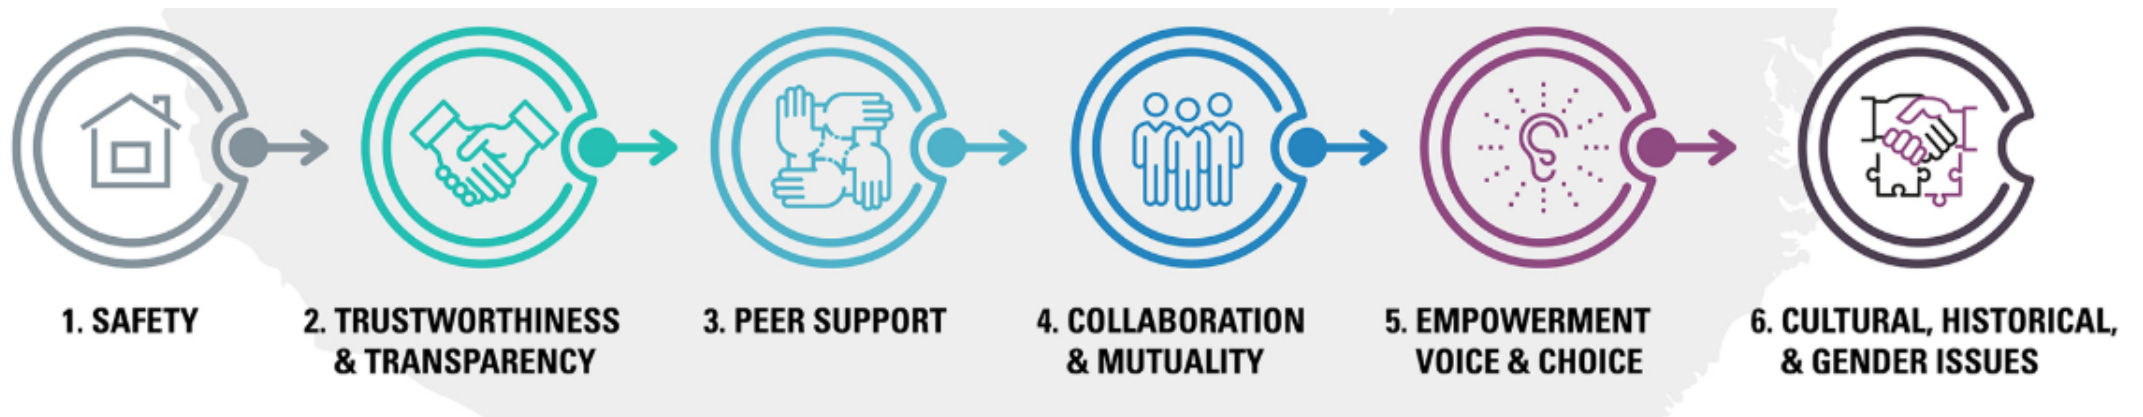 1. SAFETY
2. TRUSTWORTHINESS
& TRANSPARENCY
3. PEER SUPPORT
4. COLLABORATION
& MUTUALITY
5. EMPOWERMENT
VOICE & CHOICE
6. CULTURAL, HISTORICAL,
& GENDER ISSUES